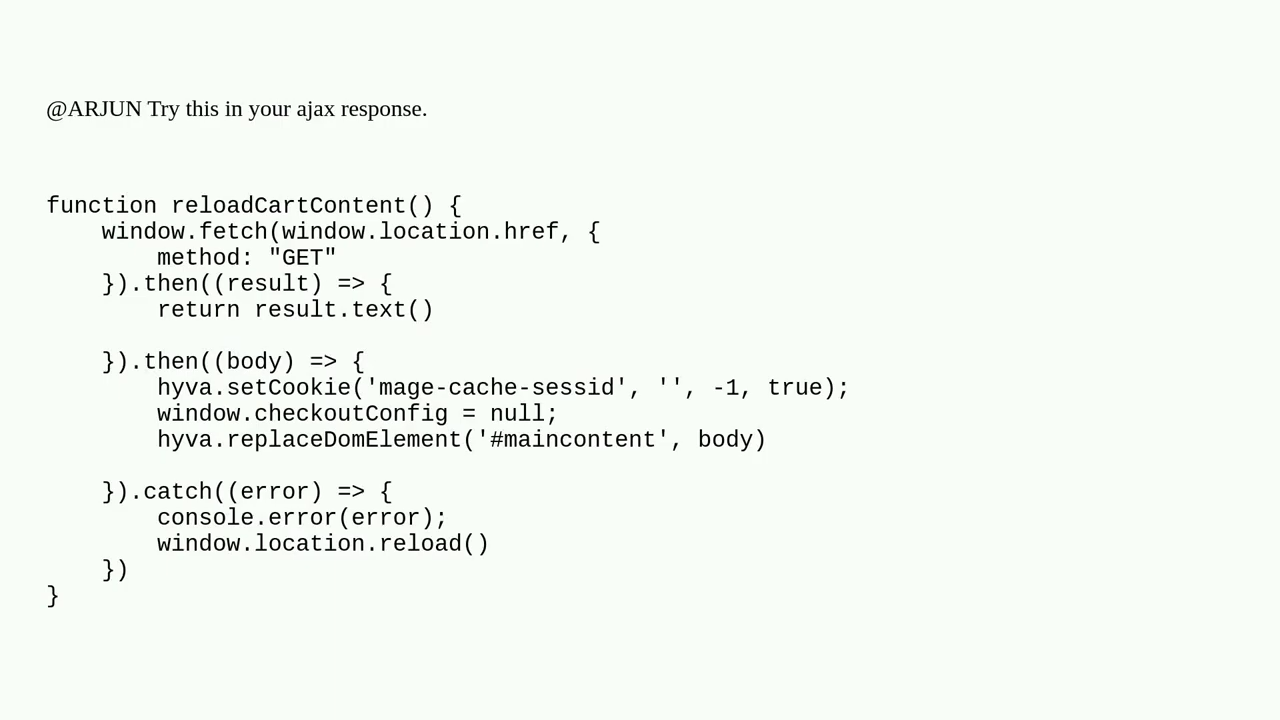 @ARJUN Try this in your ajax response.
function reloadCartContent() {
    window.fetch(window.location.href, {
        method: "GET"
    }).then((result) => {
        return result.text()
    }).then((body) => {
        hyva.setCookie('mage-cache-sessid', '', -1, true);
        window.checkoutConfig = null;
        hyva.replaceDomElement('#maincontent', body)
    }).catch((error) => {
        console.error(error);
        window.location.reload()
    })
}